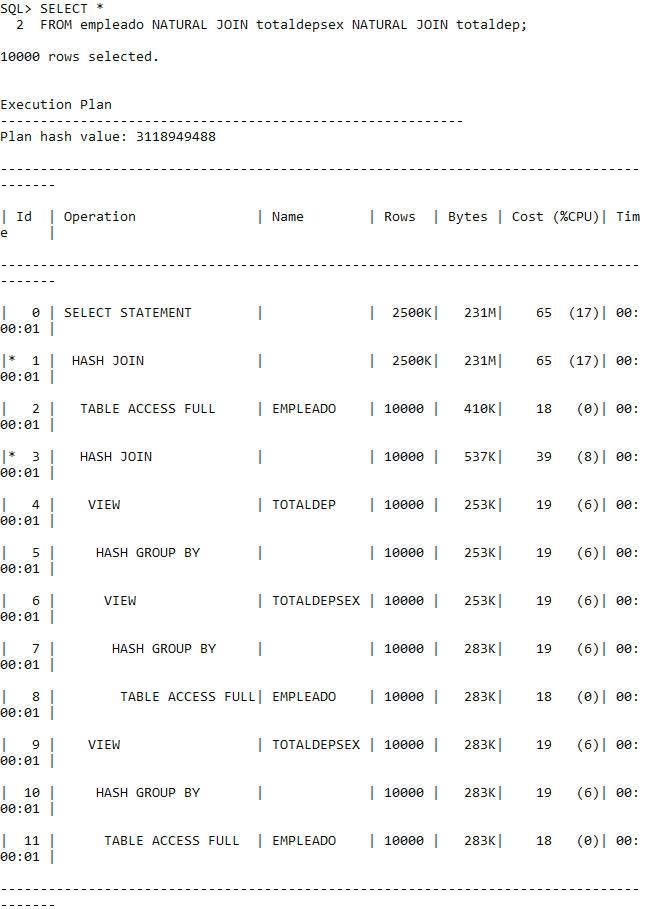 SQL> SELECT *
  2  FROM empleado NATURAL JOIN totaldepsex NATURAL JOIN totaldep;
10000 rows selected.
Execution Plan
----------------------------------------------------------
Plan hash value: 3118949488
--------------------------------------------------------------------------------
-------
| Id  | Operation               | Name        | Rows  | Bytes | Cost (%CPU)| Tim
e     |
--------------------------------------------------------------------------------
-------
|   0 | SELECT STATEMENT        |             |  2500K|   231M|    65  (17)| 00:
00:01 |
|*  1 |  HASH JOIN              |             |  2500K|   231M|    65  (17)| 00:
00:01 |
|   2 |   TABLE ACCESS FULL     | EMPLEADO    | 10000 |   410K|    18   (0)| 00:
00:01 |
|*  3 |   HASH JOIN             |             | 10000 |   537K|    39   (8)| 00:
00:01 |
|   4 |    VIEW                 | TOTALDEP    | 10000 |   253K|    19   (6)| 00:
00:01 |
|   5 |     HASH GROUP BY       |             | 10000 |   253K|    19   (6)| 00:
00:01 |
|   6 |      VIEW               | TOTALDEPSEX | 10000 |   253K|    19   (6)| 00:
00:01 |
|   7 |       HASH GROUP BY     |             | 10000 |   283K|    19   (6)| 00:
00:01 |
|   8 |        TABLE ACCESS FULL| EMPLEADO    | 10000 |   283K|    18   (0)| 00:
00:01 |
|   9 |    VIEW                 | TOTALDEPSEX | 10000 |   283K|    19   (6)| 00:
00:01 |
|  10 |     HASH GROUP BY       |             | 10000 |   283K|    19   (6)| 00:
00:01 |
|  11 |      TABLE ACCESS FULL  | EMPLEADO    | 10000 |   283K|    18   (0)| 00:
00:01 |
--------------------------------------------------------------------------------
-------